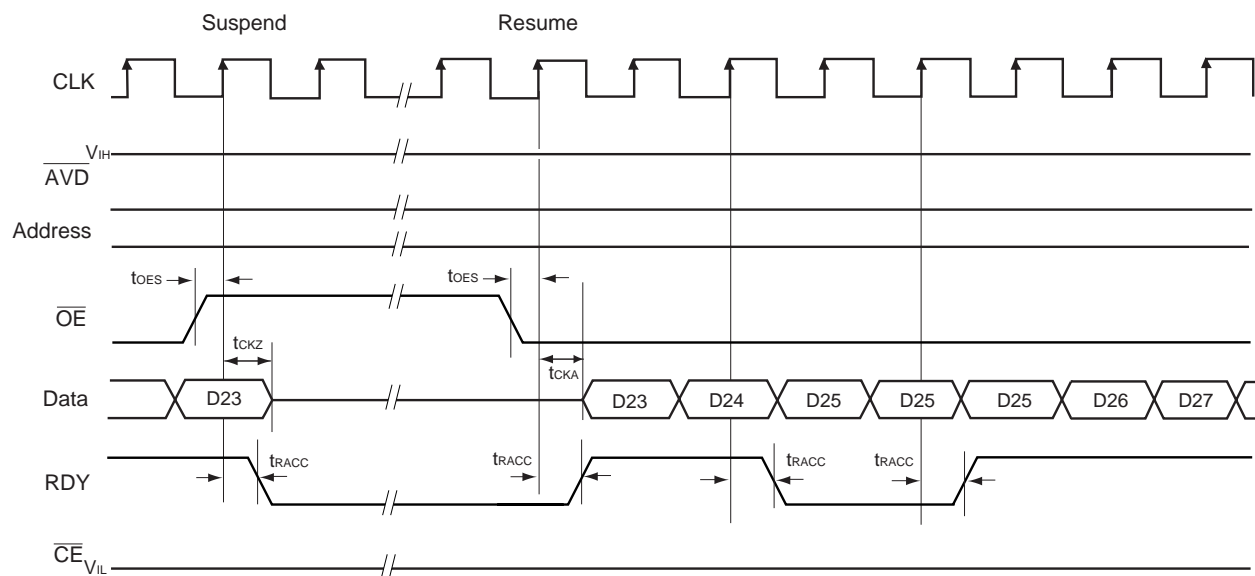 Suspend Resume
CLK
VIH
AVD
Address
tOES tOES
OE
tCKZ
tCKA
Data D23 D23 D24 D25 D25 D25 D26 D27
tRACC tRACC tRACC tRACC
RDY
CE VIL